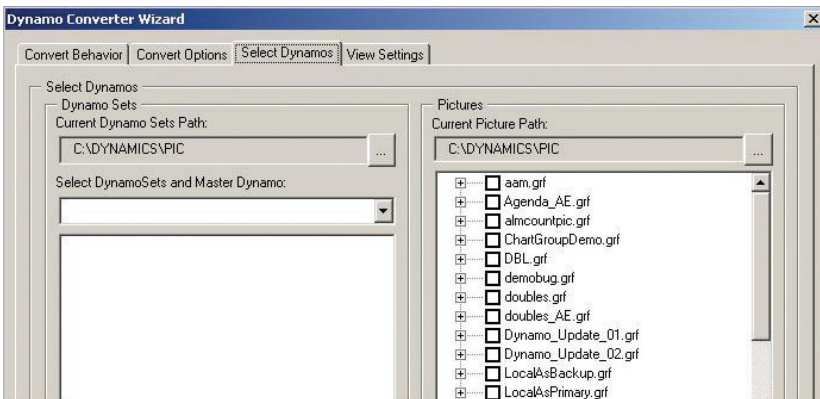 Dynamo Converter Wizard
Convert Behavior Convert Options Select Dynamos View Settings
Select Dynamos
Dynamo Sets
Current Dynamo Sets Path:
C:\DYNAMICS\PIC ...
Select DynamoSets and Master Dynamo:
Pictures
Current Picture Path:
C:\DYNAMICS\PIC ...
aam.grf
Agenda_AE.grf
almcountpic.grf
ChartGroupDemo.grf
DBL.grf
demobug.grf
doubles.grf
doubles_AE.grf
Dynamo_Update_01.grf
Dynamo_Update_02.grf
LocalAsBackup.grf
LocalAsPrimary.grf